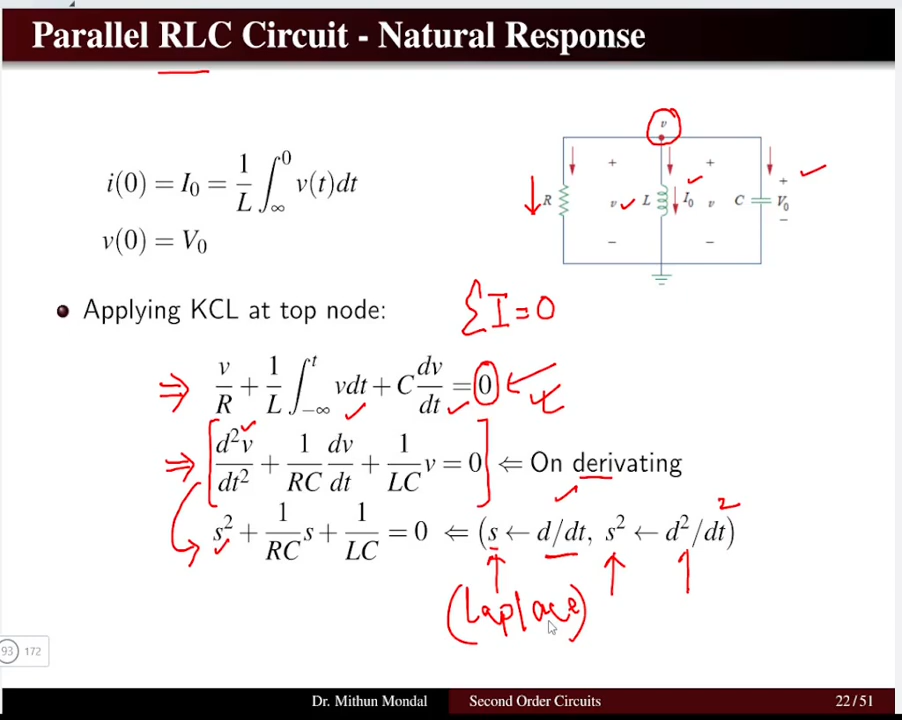 Parallel RLC Circuit - Natural Response
i(0) = I₀ = 1/L ∫_∞^0 v(t)dt
v(0) = V₀
v
+ + +
R v L I₀ v C V₀
− − −
Applying KCL at top node:
ΣI=0
v/R + 1/L ∫_{-∞}^t vdt + C dv/dt = 0
d²v/dt² + 1/RC dv/dt + 1/LC v = 0 ⇐ On derivating
s² + 1/RC s + 1/LC = 0 ⇐ (s ← d/dt, s² ← d²/dt²)
(Laplace)
93 172
Dr. Mithun Mondal Second Order Circuits 22/51